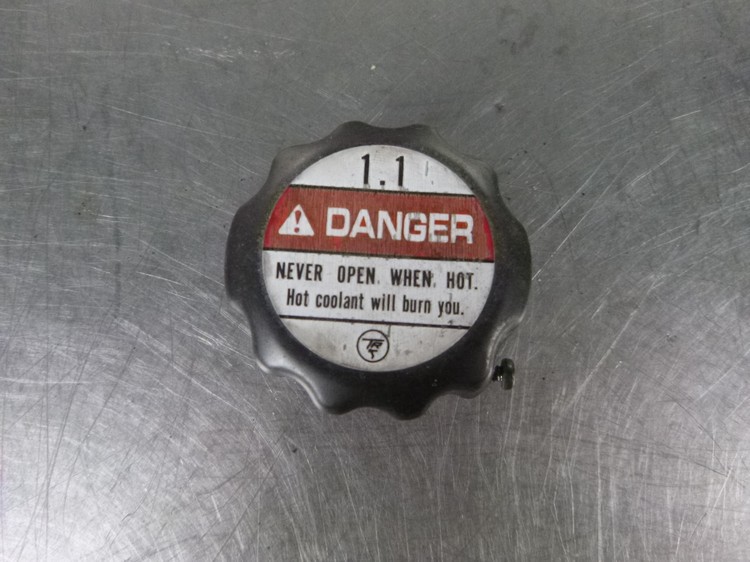 1.1
DANGER
NEVER OPEN WHEN HOT.
Hot coolant will burn you.